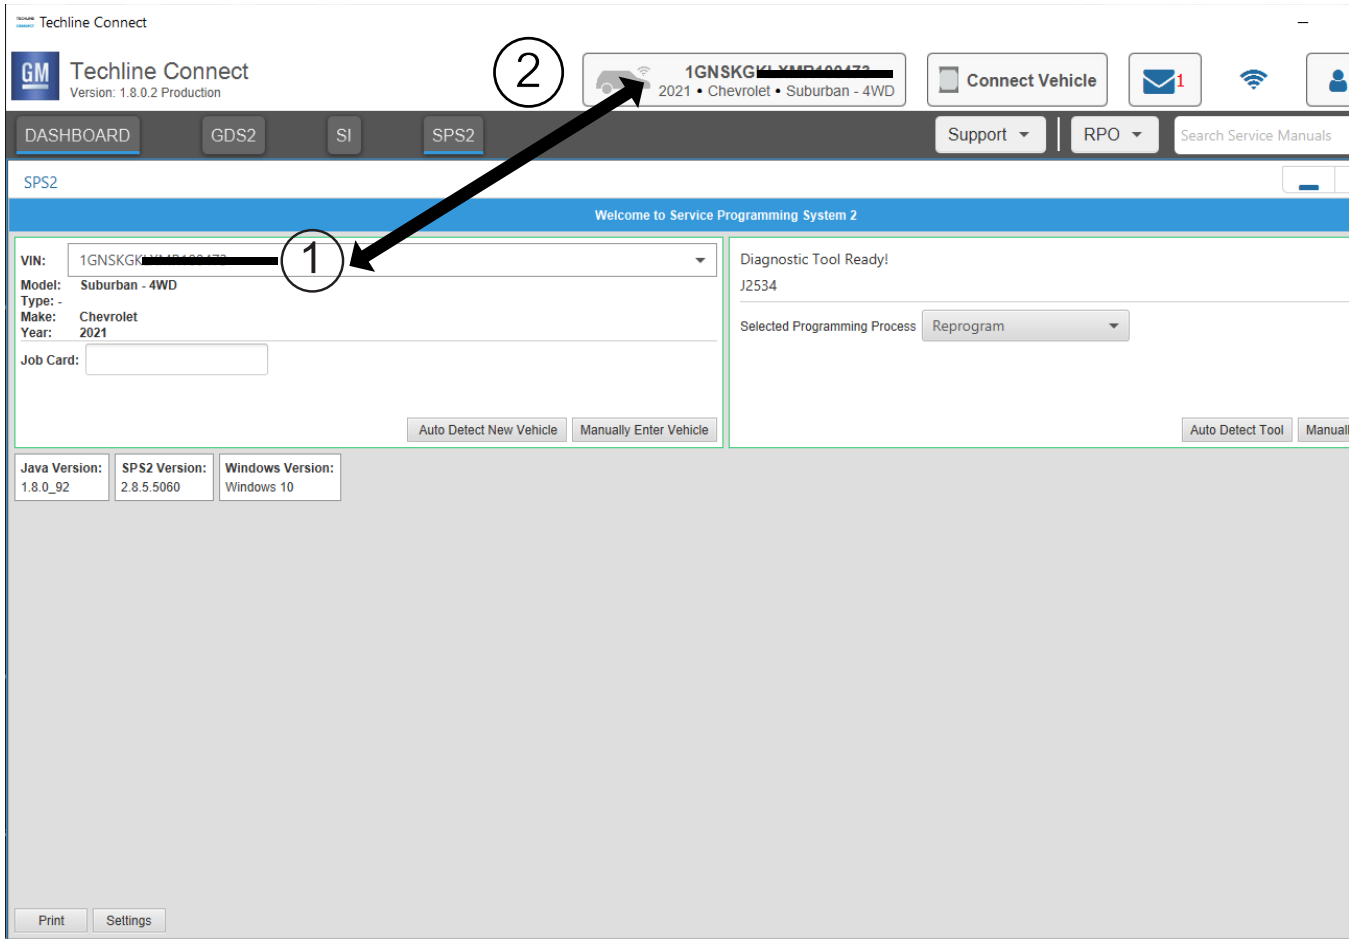 Techline Connect
GM
Techline Connect
Version: 1.8.0.2 Production
2
1GNSKG
2021 • Chevrolet • Suburban - 4WD
Connect Vehicle
1
DASHBOARD
GDS2
SI
SPS2
Support
RPO
Search Service Manuals
SPS2
Welcome to Service Programming System 2
VIN:
1GNSKGK
1
Model: Suburban - 4WD
Type: -
Make: Chevrolet
Year: 2021
Job Card:
Auto Detect New Vehicle
Manually Enter Vehicle
Diagnostic Tool Ready!
J2534
Selected Programming Process
Reprogram
Auto Detect Tool
Manuall
Java Version:
1.8.0_92
SPS2 Version:
2.8.5.5060
Windows Version:
Windows 10
Print
Settings